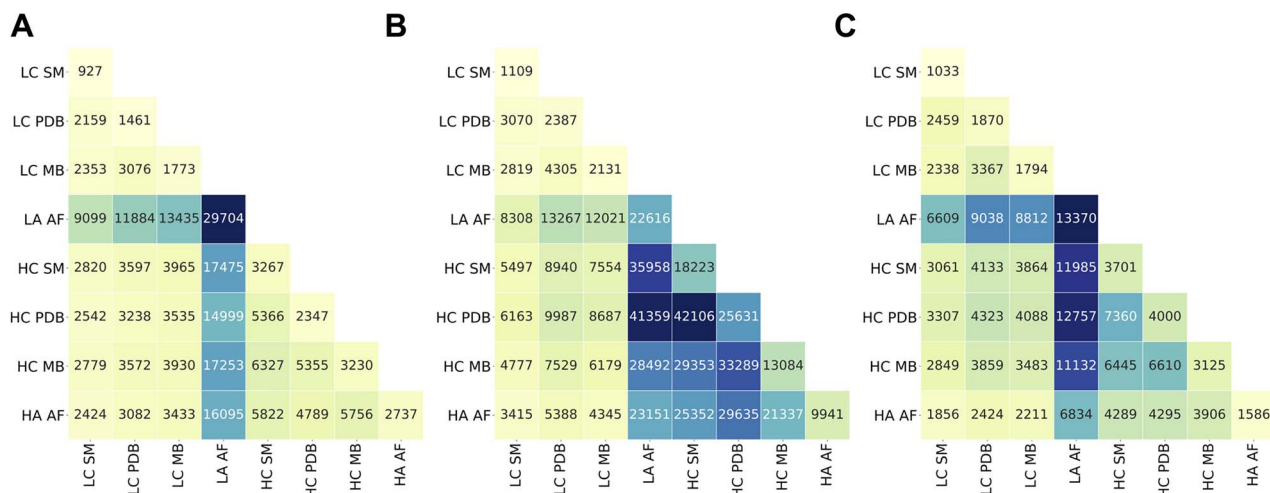 A
LC SM 927
LC PDB 2159 1461
LC MB 2353 3076 1773
LA AF 9099 11884 13435 29704
HC SM 2820 3597 3965 17475 3267
HC PDB 2542 3238 3535 14999 5366 2347
HC MB 2779 3572 3930 17253 6327 5355 3230
HA AF 2424 3082 3433 16095 5822 4789 5756 2737
LC SM LC PDB LC MB LA AF HC SM HC PDB HC MB HA AF
B
LC SM 1109
LC PDB 3070 2387
LC MB 2819 4305 2131
LA AF 8308 13267 12021 22616
HC SM 5497 8940 7554 35958 18223
HC PDB 6163 9987 8687 41359 42106 25631
HC MB 4777 7529 6179 28492 29353 33289 13084
HA AF 3415 5388 4345 23151 25352 29635 21337 9941
LC SM LC PDB LC MB LA AF HC SM HC PDB HC MB HA AF
C
LC SM 1033
LC PDB 2459 1870
LC MB 2338 3367 1794
LA AF 6609 9038 8812 13370
HC SM 3061 4133 3864 11985 3701
HC PDB 3307 4323 4088 12757 7360 4000
HC MB 2849 3859 3483 11132 6445 6610 3125
HA AF 1856 2424 2211 6834 4289 4295 3906 1586
LC SM LC PDB LC MB LA AF HC SM HC PDB HC MB HA AF